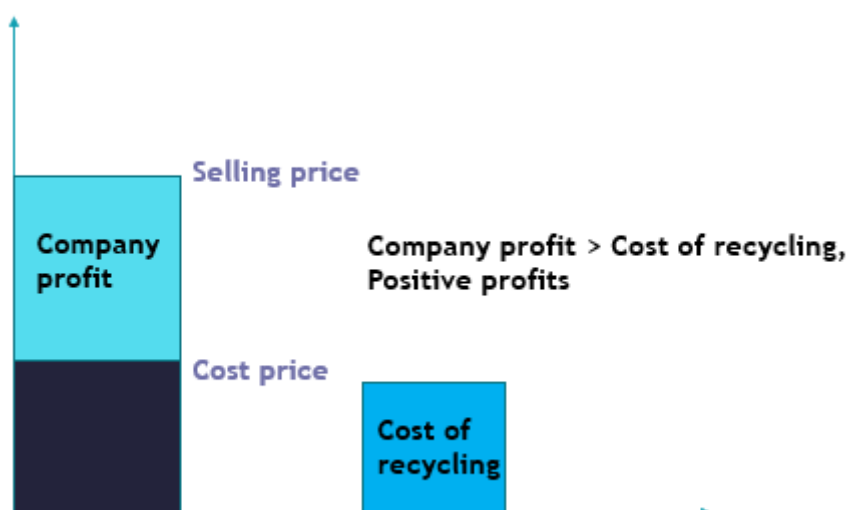 Selling price
Company
profit
Company profit > Cost of recycling,
Positive profits
Cost price
Cost of
recycling